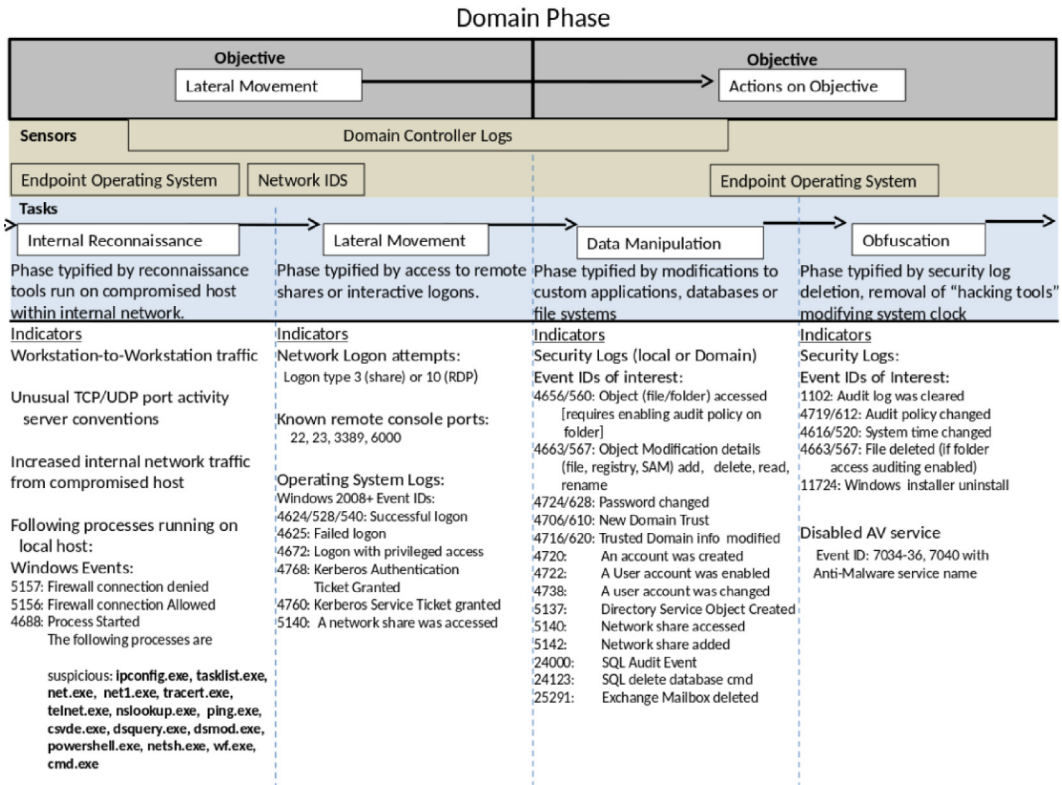 Domain Phase
Objective
Lateral Movement
Objective
Actions on Objective
Sensors
Domain Controller Logs
Endpoint Operating System
Network IDS
Endpoint Operating System
Tasks
Internal Reconnaissance
Phase typified by reconnaissance
tools run on compromised host
within internal network.
Lateral Movement
Phase typified by access to remote
shares or interactive logons.
Data Manipulation
Phase typified by modifications to
custom applications, databases or
file systems
Obfuscation
Phase typified by security log
deletion, removal of “hacking tools”
modifying system clock
Indicators
Workstation-to-Workstation traffic
Unusual TCP/UDP port activity
server conventions
Increased internal network traffic
from compromised host
Following processes running on
local host:
Windows Events:
5157: Firewall connection denied
5156: Firewall connection Allowed
4688: Process Started
The following processes are
suspicious: ipconfig.exe, tasklist.exe,
net.exe, net1.exe, tracert.exe,
telnet.exe, nslookup.exe, ping.exe,
csvde.exe, dsquery.exe, dsmod.exe,
powershell.exe, netsh.exe, wf.exe,
cmd.exe
Indicators
Network Logon attempts:
Logon type 3 (share) or 10 (RDP)
Known remote console ports:
22, 23, 3389, 6000
Operating System Logs:
Windows 2008+ Event IDs:
4624/528/540: Successful logon
4625: Failed logon
4672: Logon with privileged access
4768: Kerberos Authentication
Ticket Granted
4760: Kerberos Service Ticket granted
5140: A network share was accessed
Indicators
Security Logs (local or Domain)
Event IDs of interest:
4656/560: Object (file/folder) accessed
[requires enabling audit policy on
folder]
4663/567: Object Modification details
(file, registry, SAM) add, delete, read,
rename
4724/628: Password changed
4706/610: New Domain Trust
4716/620: Trusted Domain info modified
4720: An account was created
4722: A User account was enabled
4738: A user account was changed
5137: Directory Service Object Created
5140: Network share accessed
5142: Network share added
24000: SQL Audit Event
24123: SQL delete database cmd
25291: Exchange Mailbox deleted
Indicators
Security Logs:
Event IDs of Interest:
1102: Audit log was cleared
4719/612: Audit policy changed
4616/520: System time changed
4663/567: File deleted (if folder
access auditing enabled)
11724: Windows installer uninstall
Disabled AV service
Event ID: 7034-36, 7040 with
Anti-Malware service name